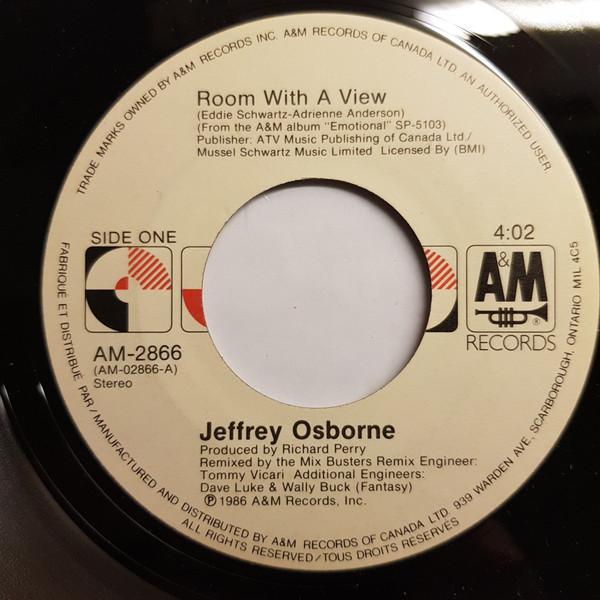 TRADE MARKS OWNED BY A&M RECORDS INC. A&M RECORDS OF CANADA LTD. AN AUTHORIZED USER.
Room With A View
(Eddie Schwartz-Adrienne Anderson)
(From the A&M album "Emotional" SP-5103)
Publisher: ATV Music Publishing of Canada Ltd./
Mussel Schwartz Music Limited Licensed By (BMI)
SIDE ONE
4:02
A&M
®
RECORDS
AM-2866
(AM-02866-A)
Stereo
Jeffrey Osborne
Produced by Richard Perry
Remixed by the Mix Busters Remix Engineer:
Tommy Vicari Additional Engineers:
Dave Luke & Wally Buck (Fantasy)
℗ 1986 A&M Records, Inc.
FABRIQUÉ ET DISTRIBUÉ PAR / MANUFACTURED AND DISTRIBUTED BY A&M RECORDS OF CANADA LTD. 939 WARDEN AVE, SCARBOROUGH, ONTARIO M1L 4C5
ALL RIGHTS RESERVED/TOUS DROITS RESERVÉS